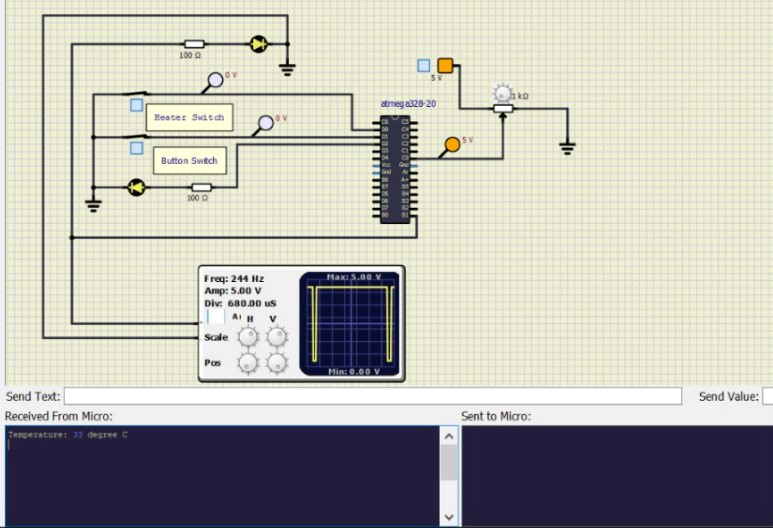 100 Ω
0 V
Heater Switch
0 V
Button Switch
100 Ω
atmega328-20
5 V
1 kΩ
5 V
Freq: 244 Hz
Amp: 5.00 V
Div: 680.00 uS
H V
Scale
Pos
Max: 5.00 V
Min: 0.00 V
Send Text:
Send Value:
Received From Micro:
Sent to Micro:
Temperature: 33 degree C